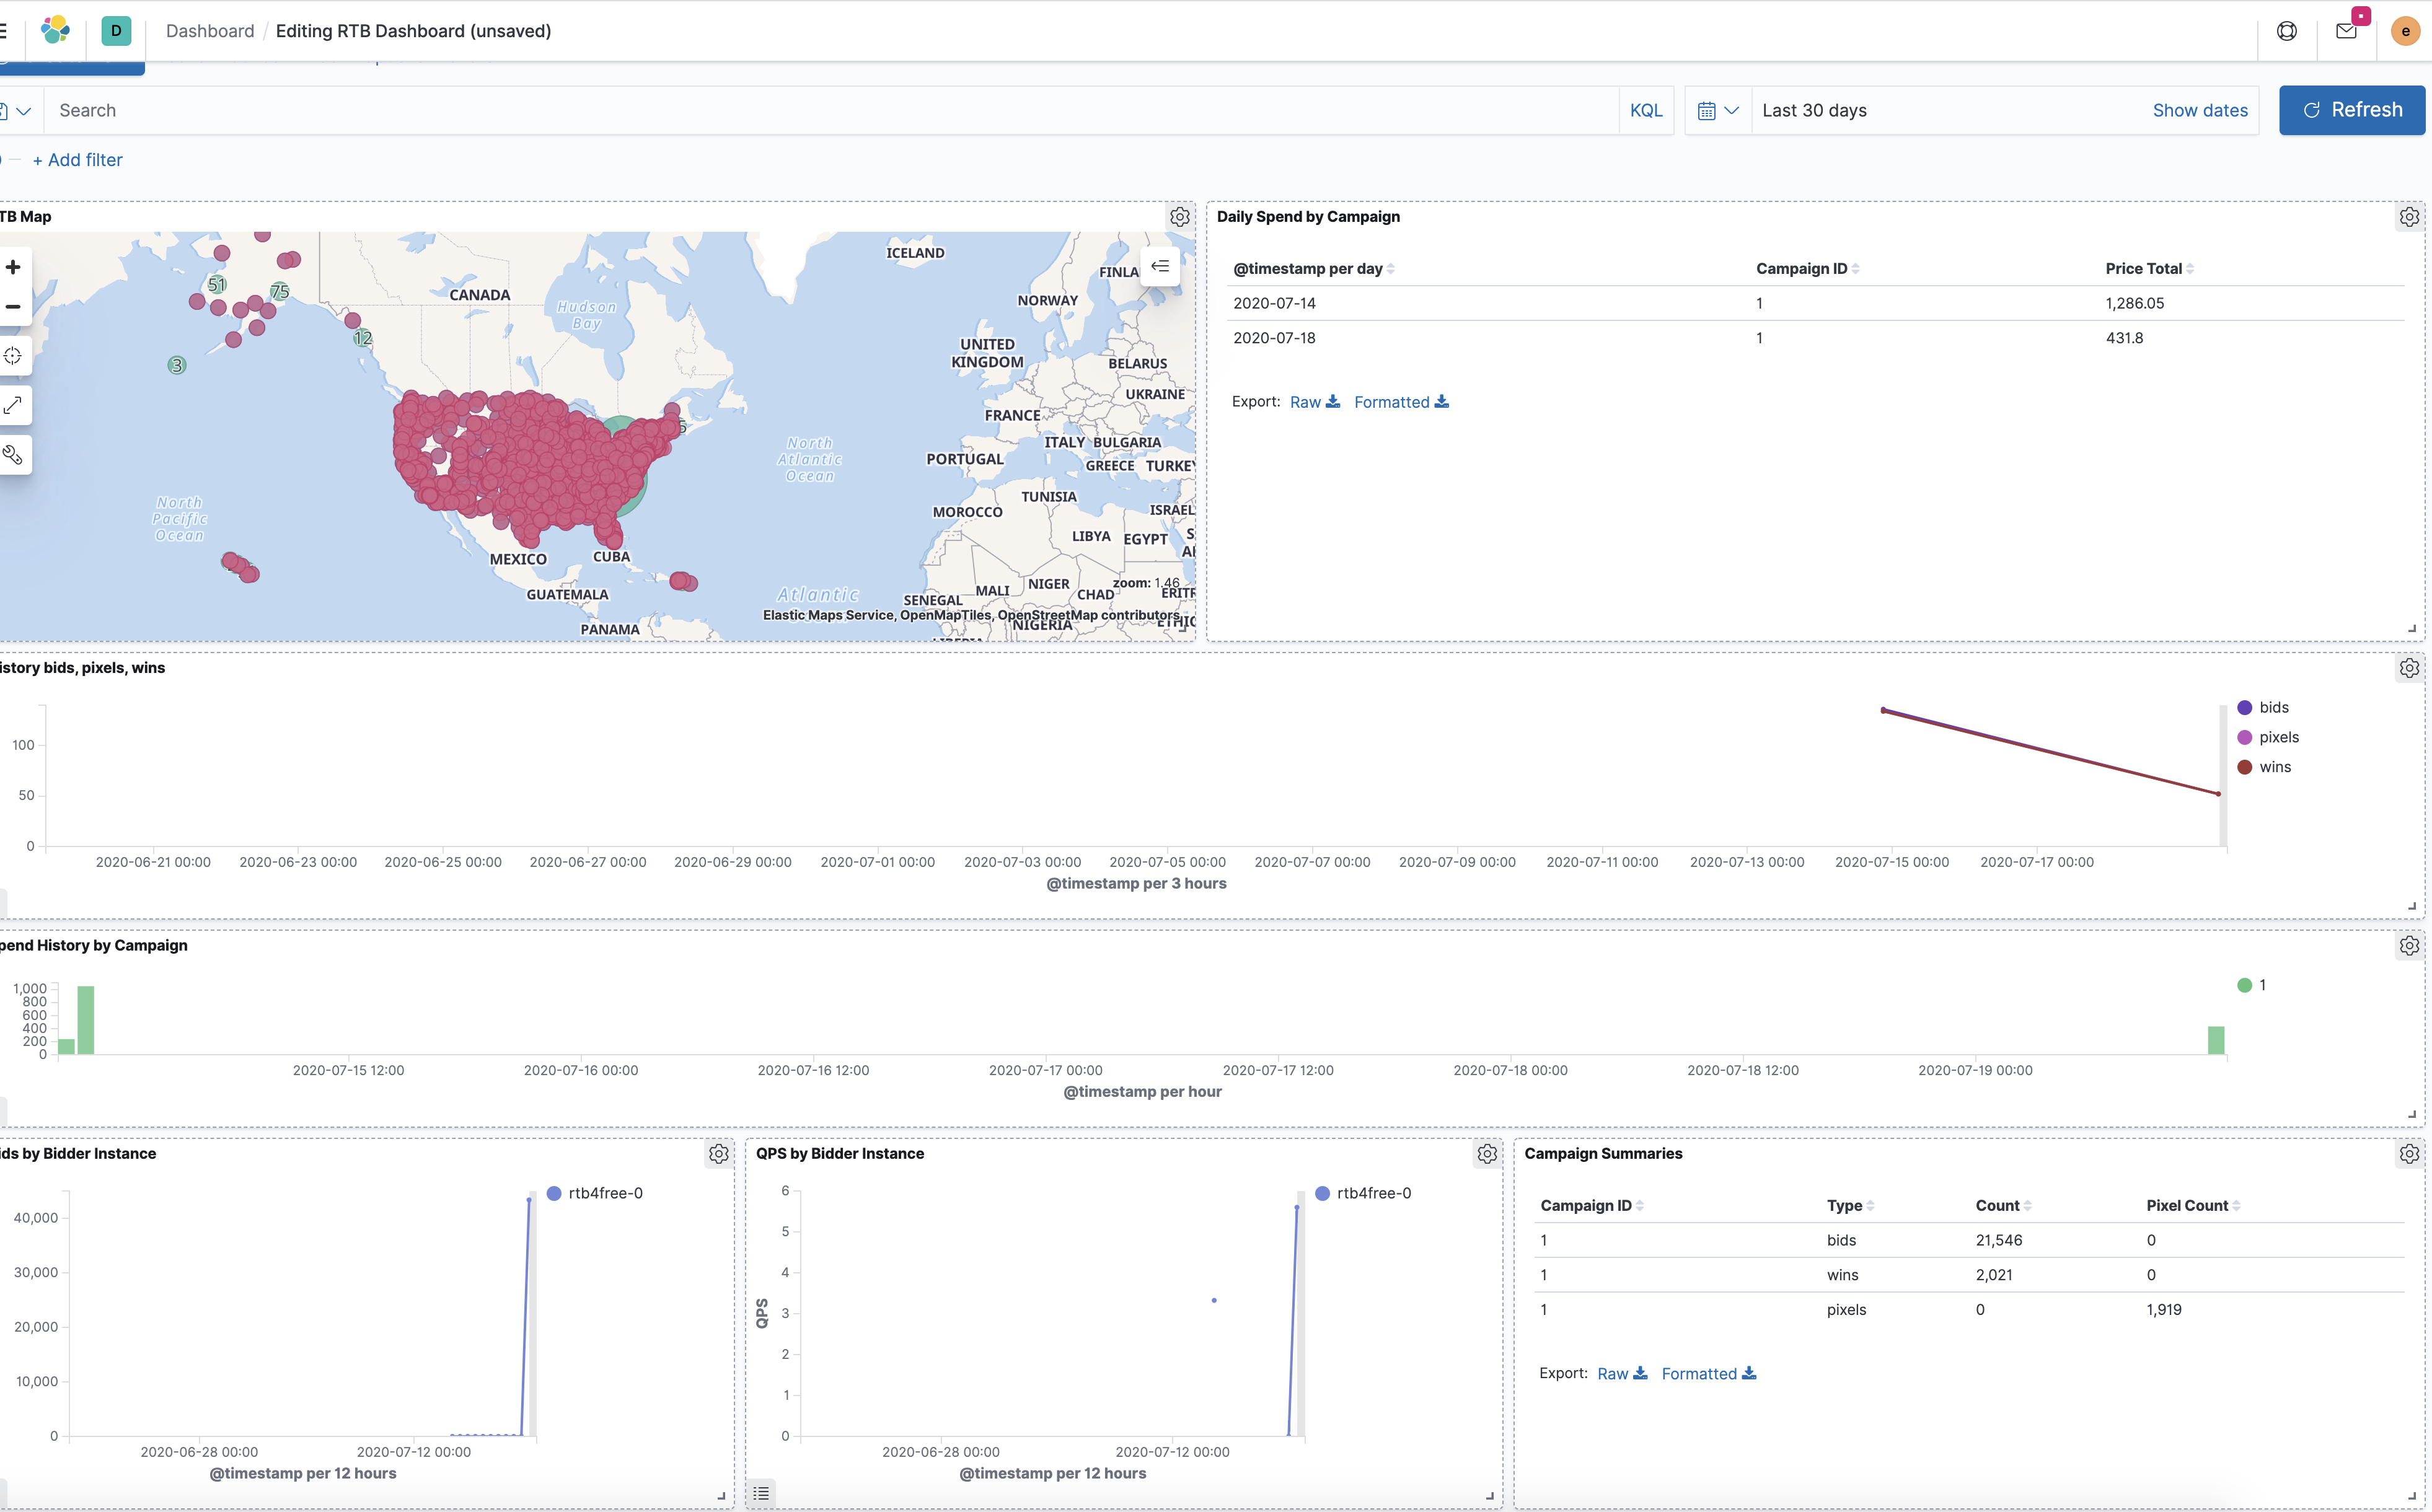 D
Dashboard / Editing RTB Dashboard (unsaved)
e
Search
KQL
Last 30 days
Show dates
Refresh
+ Add filter
TB Map
51
75
12
3
5
CANADA
Hudson
Bay
ICELAND
FINLA
NORWAY
UNITED
KINGDOM
BELARUS
UKRAINE
FRANCE
ITALY
BULGARIA
PORTUGAL
GREECE
TURKEY
North
Atlantic
Ocean
North
Pacific
Ocean
TUNISIA
MOROCCO
ISRAEL
LIBYA
EGYPT
MEXICO
CUBA
GUATEMALA
Atlantic
SENEGAL
MALI
NIGER
CHAD
zoom: 1.46
ERITR
Elastic Maps Service, OpenMapTiles, OpenStreetMap contributors
NIGERIA
ETHIO
PANAMA
Daily Spend by Campaign
@timestamp per day Campaign ID Price Total
2020-07-14 1 1,286.05
2020-07-18 1 431.8
Export: Raw Formatted
istory bids, pixels, wins
100
50
0
bids
pixels
wins
2020-06-21 00:00 2020-06-23 00:00 2020-06-25 00:00 2020-06-27 00:00 2020-06-29 00:00 2020-07-01 00:00 2020-07-03 00:00 2020-07-05 00:00 2020-07-07 00:00 2020-07-09 00:00 2020-07-11 00:00 2020-07-13 00:00 2020-07-15 00:00 2020-07-17 00:00
@timestamp per 3 hours
pend History by Campaign
1,000
800
600
400
200
0
1
2020-07-15 12:00 2020-07-16 00:00 2020-07-16 12:00 2020-07-17 00:00 2020-07-17 12:00 2020-07-18 00:00 2020-07-18 12:00 2020-07-19 00:00
@timestamp per hour
ids by Bidder Instance
40,000
30,000
20,000
10,000
0
rtb4free-0
2020-06-28 00:00 2020-07-12 00:00
@timestamp per 12 hours
QPS by Bidder Instance
QPS
6
5
4
3
2
1
0
rtb4free-0
2020-06-28 00:00 2020-07-12 00:00
@timestamp per 12 hours
Campaign Summaries
Campaign ID Type Count Pixel Count
1 bids 21,546 0
1 wins 2,021 0
1 pixels 0 1,919
Export: Raw Formatted